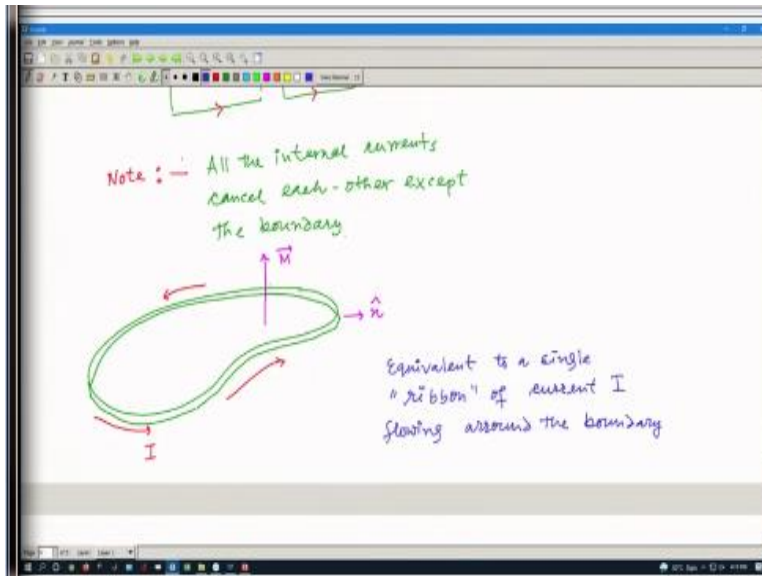 Note :- All the internal currents
cancel each-other except
the boundary
M
n̂
Equivalent to a single
"ribbon" of current I
flowing arround the boundary
I